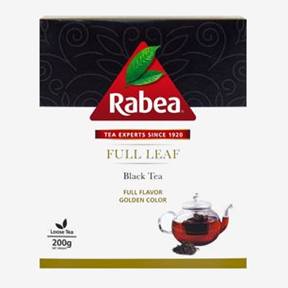 Rabea
TEA EXPERTS SINCE 1920
FULL LEAF
Black Tea
FULL FLAVOR
GOLDEN COLOR
Loose Tea
200g